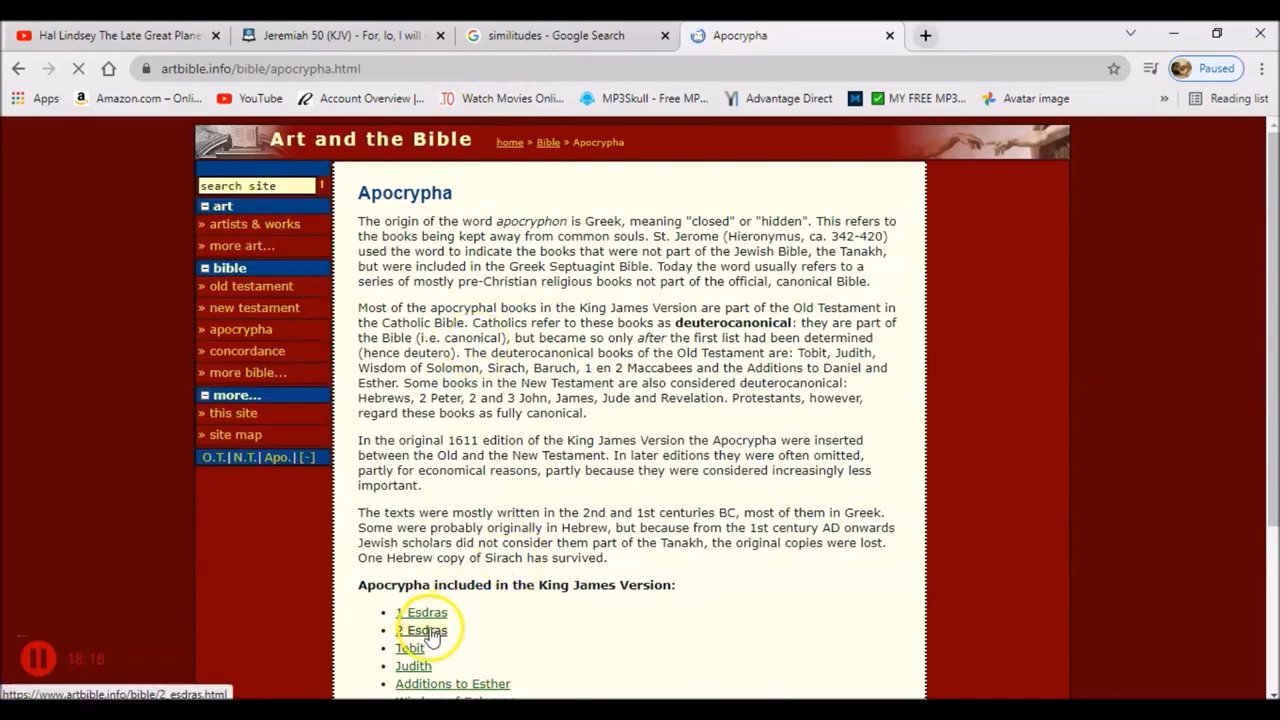 Hal Lindsey The Late Great Plane
Jeremiah 50 (KJV) - For, lo, I will
similitudes - Google Search
Apocrypha
artbible.info/bible/apocrypha.html
Paused
Apps
Amazon.com – Onli...
YouTube
Account Overview |...
Watch Movies Onli...
MP3Skull - Free MP...
Advantage Direct
MY FREE MP3...
Avatar image
»
Reading list
Art and the Bible
home » Bible » Apocrypha
search site
!
art
» artists & works
» more art...
bible
» old testament
» new testament
» apocrypha
» concordance
» more bible...
more...
» this site
» site map
O.T.| N.T.| Apo.| [-]
Apocrypha
The origin of the word apocryphon is Greek, meaning "closed" or "hidden". This refers to
the books being kept away from common souls. St. Jerome (Hieronymus, ca. 342-420)
used the word to indicate the books that were not part of the Jewish Bible, the Tanakh,
but were included in the Greek Septuagint Bible. Today the word usually refers to a
series of mostly pre-Christian religious books not part of the official, canonical Bible.
Most of the apocryphal books in the King James Version are part of the Old Testament in
the Catholic Bible. Catholics refer to these books as deuterocanonical: they are part of
the Bible (i.e. canonical), but became so only after the first list had been determined
(hence deutero). The deuterocanonical books of the Old Testament are: Tobit, Judith,
Wisdom of Solomon, Sirach, Baruch, 1 en 2 Maccabees and the Additions to Daniel and
Esther. Some books in the New Testament are also considered deuterocanonical:
Hebrews, 2 Peter, 2 and 3 John, James, Jude and Revelation. Protestants, however,
regard these books as fully canonical.
In the original 1611 edition of the King James Version the Apocrypha were inserted
between the Old and the New Testament. In later editions they were often omitted,
partly for economical reasons, partly because they were considered increasingly less
important.
The texts were mostly written in the 2nd and 1st centuries BC, most of them in Greek.
Some were probably originally in Hebrew, but because from the 1st century AD onwards
Jewish scholars did not consider them part of the Tanakh, the original copies were lost.
One Hebrew copy of Sirach has survived.
Apocrypha included in the King James Version:
• 1 Esdras
• 2 Esdras
• Tobit
• Judith
• Additions to Esther
18:18
https://www.artbible.info/bible/2_esdras.html